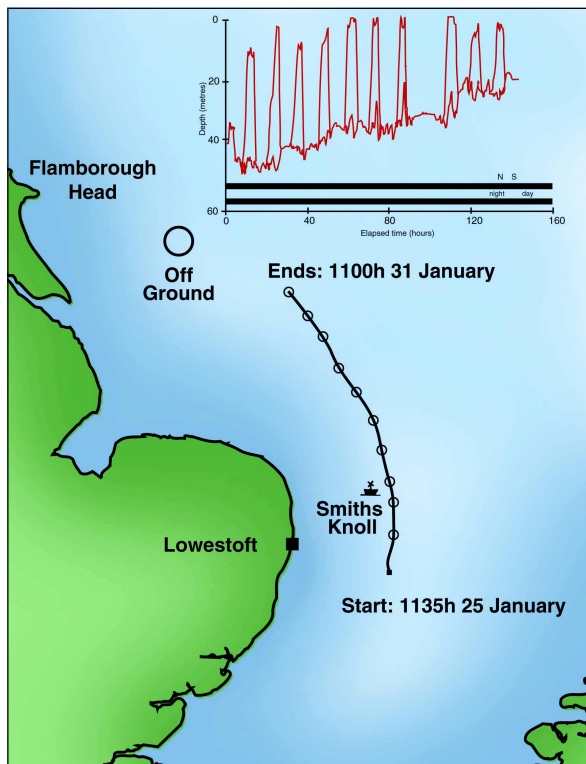 0
20
40
60
Depth (metres)
N S
night day
0 40 80 120 160
Elapsed time (hours)
Flamborough
Head
Off
Ground
Ends: 1100h 31 January
Smiths
Knoll
Lowestoft
Start: 1135h 25 January